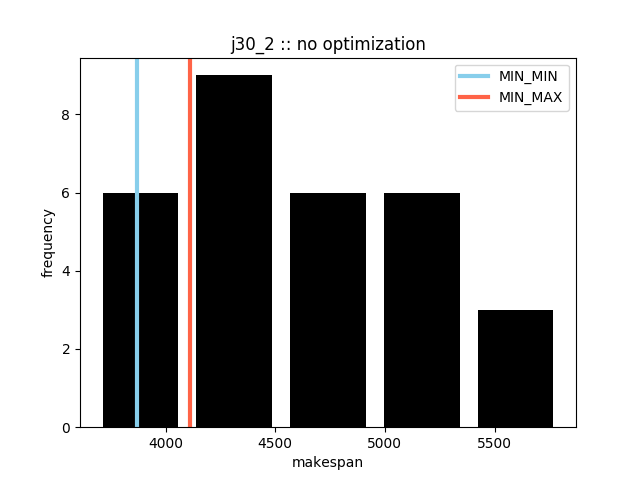 j30_2 :: no optimization
MIN_MIN
MIN_MAX
frequency
8
6
4
2
0
4000 4500 5000 5500
makespan